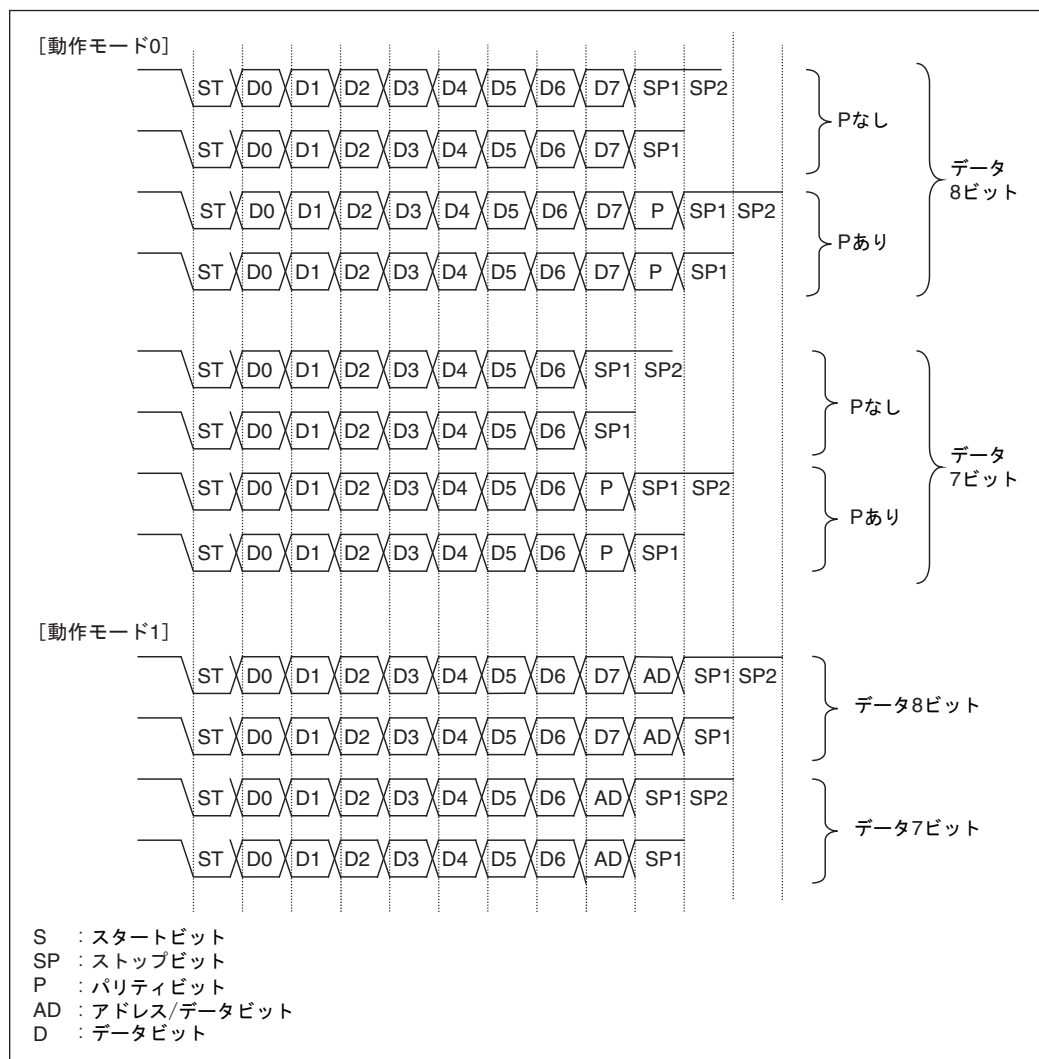 [動作モード0]
ST D0 D1 D2 D3 D4 D5 D6 D7 SP1 SP2
ST D0 D1 D2 D3 D4 D5 D6 D7 SP1
Pなし
ST D0 D1 D2 D3 D4 D5 D6 D7 P SP1 SP2
ST D0 D1 D2 D3 D4 D5 D6 D7 P SP1
Pあり
データ
8ビット
ST D0 D1 D2 D3 D4 D5 D6 SP1 SP2
ST D0 D1 D2 D3 D4 D5 D6 SP1
Pなし
ST D0 D1 D2 D3 D4 D5 D6 P SP1 SP2
ST D0 D1 D2 D3 D4 D5 D6 P SP1
Pあり
データ
7ビット
[動作モード1]
ST D0 D1 D2 D3 D4 D5 D6 D7 AD SP1 SP2
ST D0 D1 D2 D3 D4 D5 D6 D7 AD SP1
データ8ビット
ST D0 D1 D2 D3 D4 D5 D6 AD SP1 SP2
ST D0 D1 D2 D3 D4 D5 D6 AD SP1
データ7ビット
S : スタートビット
SP : ストップビット
P : パリティビット
AD : アドレス/データビット
D : データビット